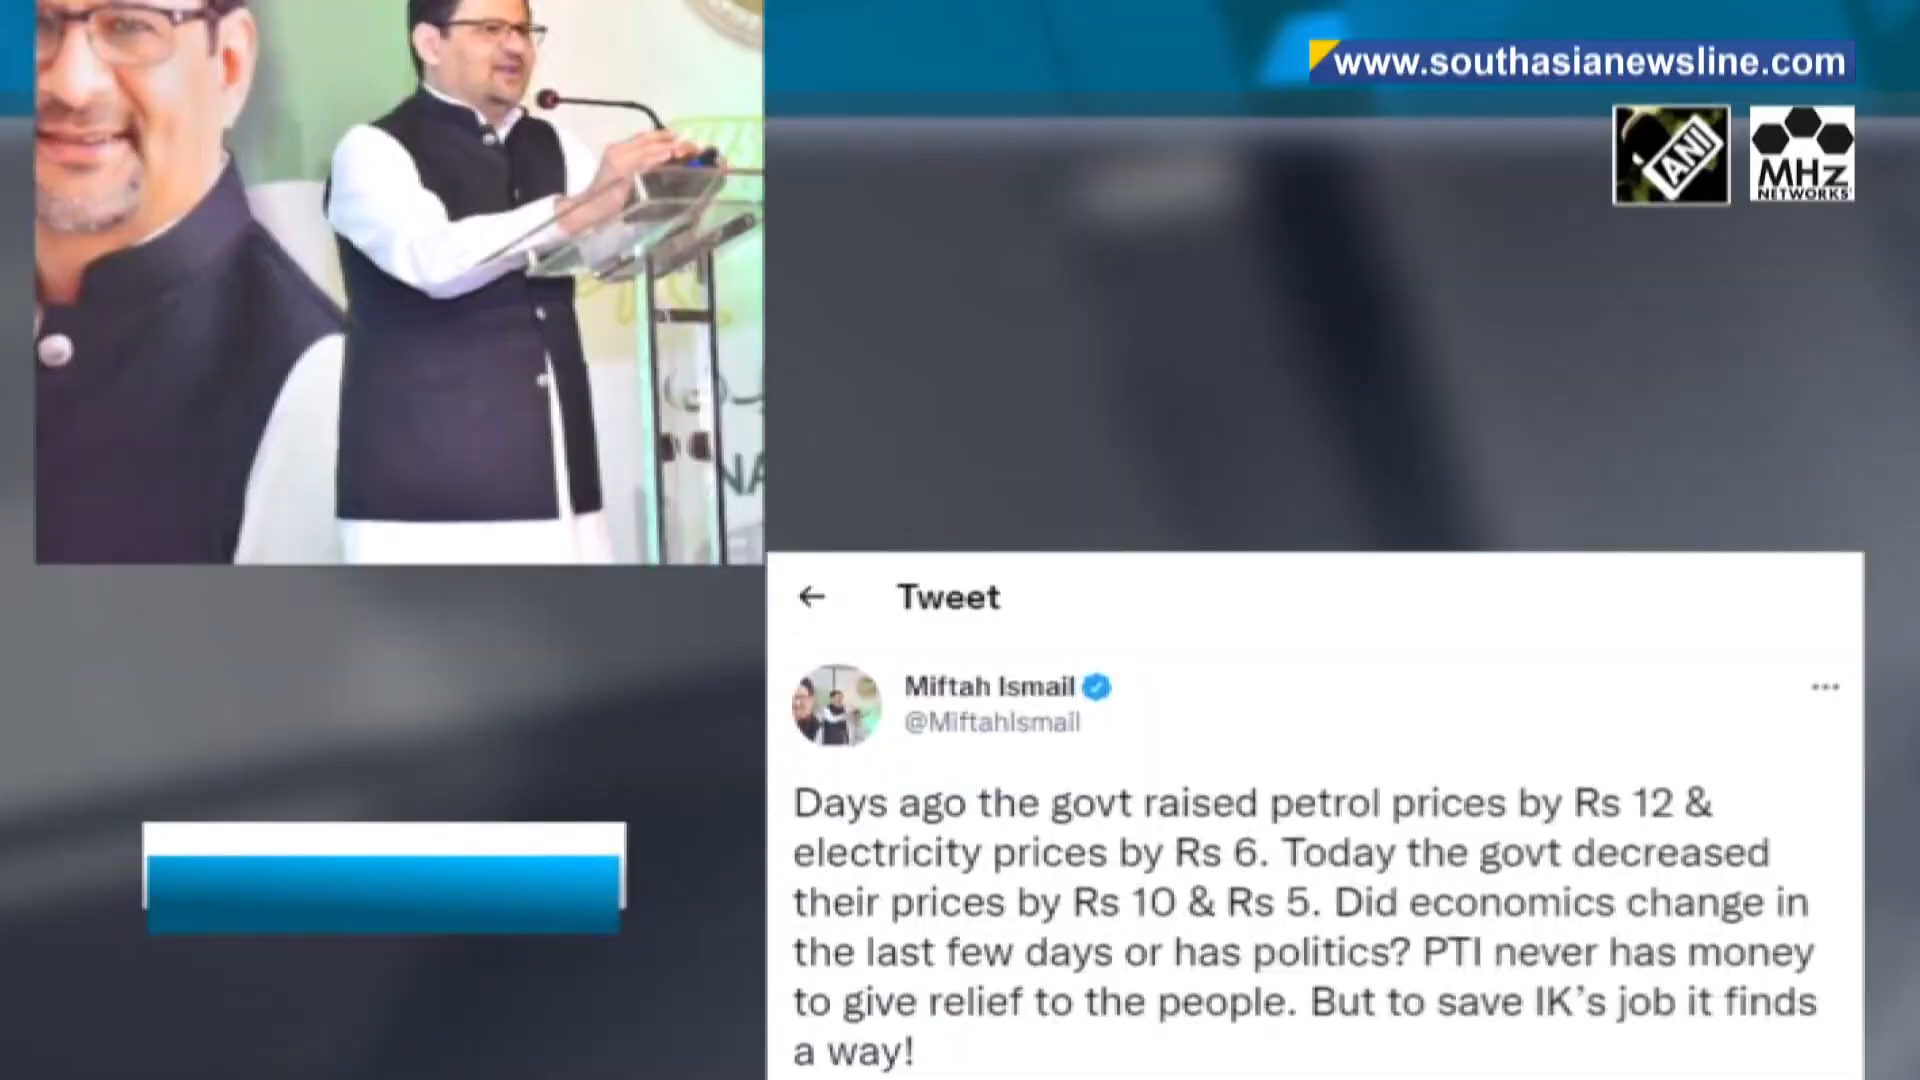 www.southasianewsline.com
ANI
MHz
NETWORKS
NA
← Tweet
Miftah Ismail
@MiftahIsmail
Days ago the govt raised petrol prices by Rs 12 &
electricity prices by Rs 6. Today the govt decreased
their prices by Rs 10 & Rs 5. Did economics change in
the last few days or has politics? PTI never has money
to give relief to the people. But to save IK's job it finds
a way!